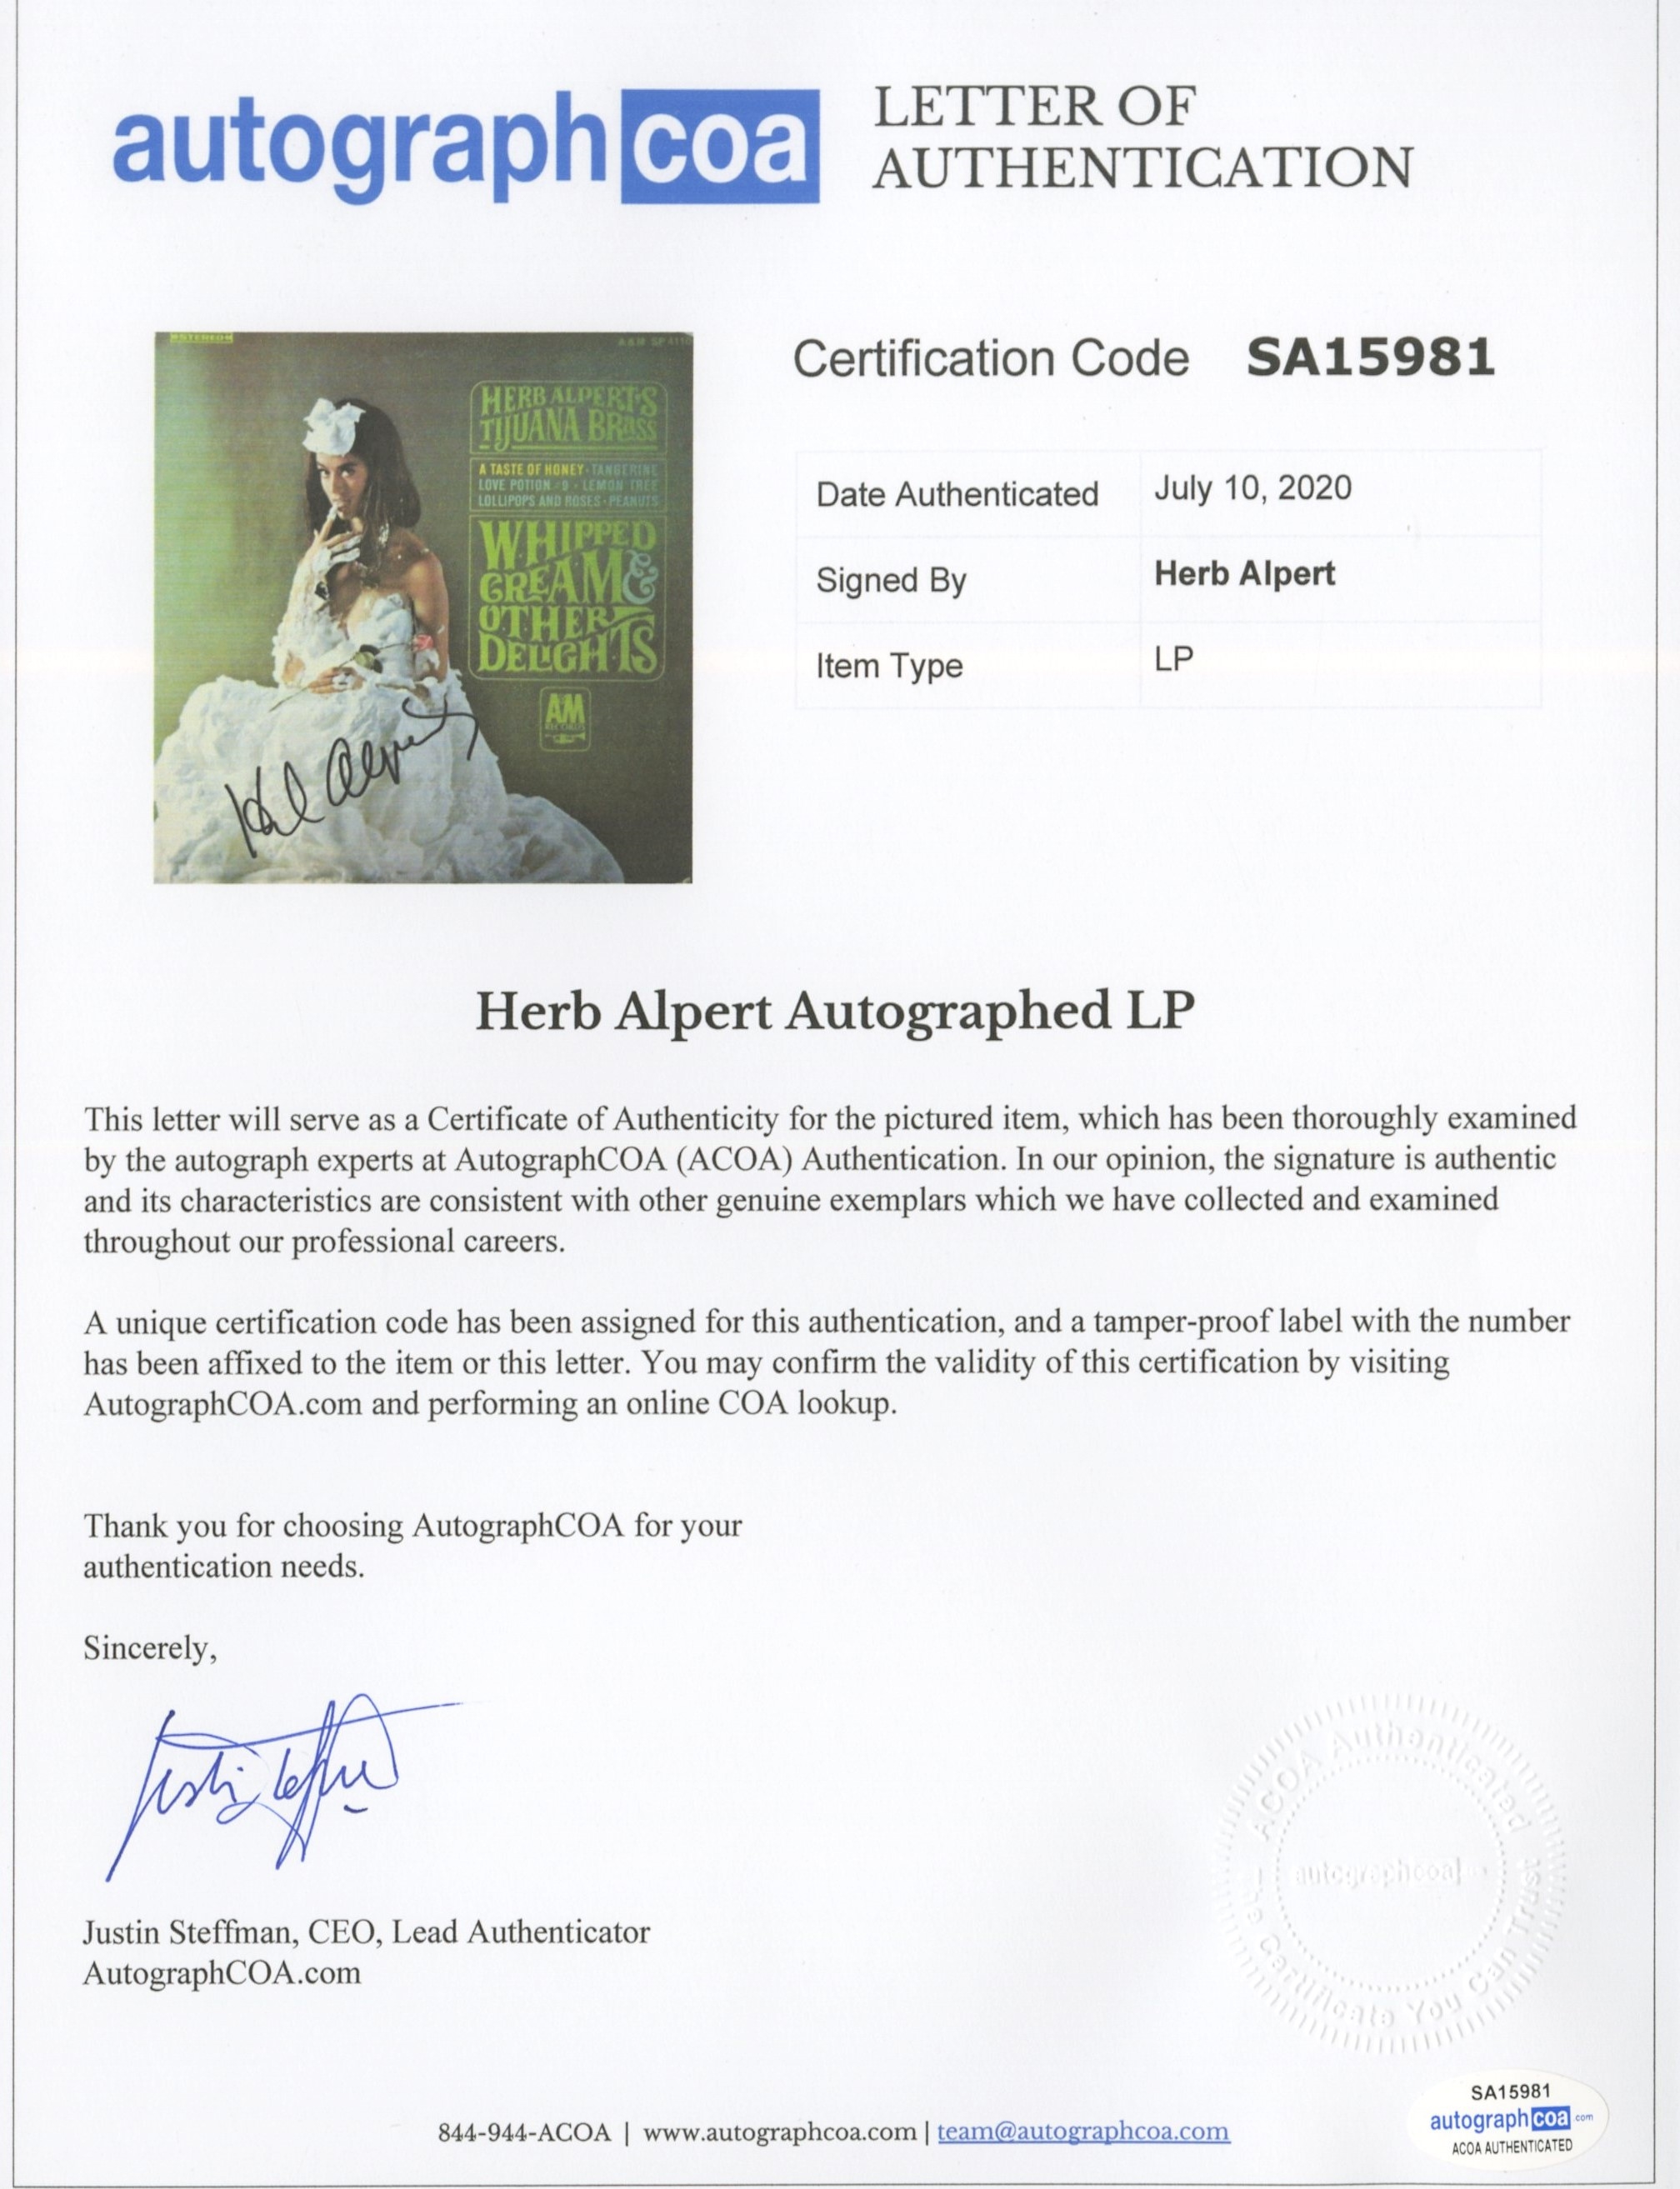 autographcoa
LETTER OF
AUTHENTICATION
STEREO
A&M SP 4110
HERB ALPERT'S
TIJUANA BRASS
A TASTE OF HONEY • TANGERINE
LOVE POTION #9 • LEMON TREE
LOLLIPOPS AND ROSES • PEANUTS
WHIPPED
CREAM &
OTHER
DELIGHTS
A&M
RECORDS
Herb Alpert
Certification Code SA15981
Date Authenticated July 10, 2020
Signed By Herb Alpert
Item Type LP
Herb Alpert Autographed LP
This letter will serve as a Certificate of Authenticity for the pictured item, which has been thoroughly examined
by the autograph experts at AutographCOA (ACOA) Authentication. In our opinion, the signature is authentic
and its characteristics are consistent with other genuine exemplars which we have collected and examined
throughout our professional careers.
A unique certification code has been assigned for this authentication, and a tamper-proof label with the number
has been affixed to the item or this letter. You may confirm the validity of this certification by visiting
AutographCOA.com and performing an online COA lookup.
Thank you for choosing AutographCOA for your
authentication needs.
Sincerely,
Justin Steffman, CEO, Lead Authenticator
AutographCOA.com
ACOA Authenticated
autographcoa
The Certificate You Can Trust
844-944-ACOA | www.autographcoa.com | team@autographcoa.com
SA15981
autographcoa.com
ACOA AUTHENTICATED